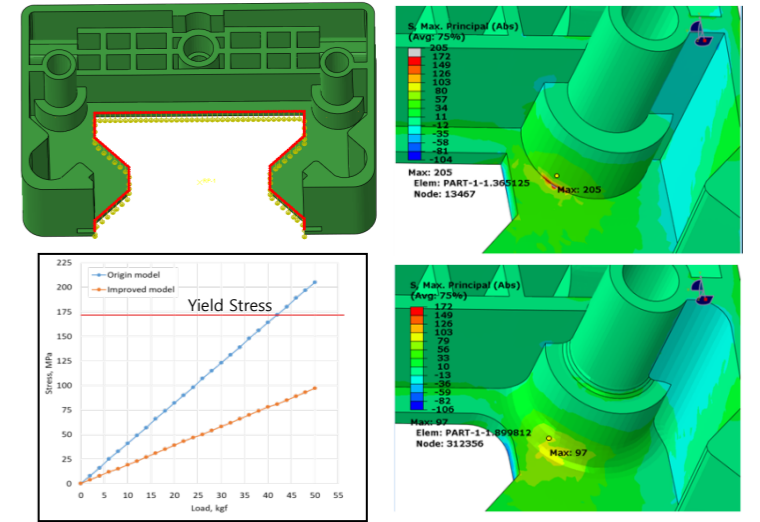 S, Max. Principal (Abs)
(Avg: 75%)
205
172
149
126
103
80
57
34
11
-12
-35
-58
-81
-104
Max: 205
Elem: PART-1-1.365125
Node: 13467
Max: 205
225
200
175
150
125
100
75
50
25
0
Stress, MPa
Origin model
Improved model
Yield Stress
0 5 10 15 20 25 30 35 40 45 50 55
Load, kgf
S, Max. Principal (Abs)
(Avg: 75%)
172
149
126
103
79
56
33
10
-13
-36
-59
-82
-106
Max: 97
Elem: PART-1-1.899812
Node: 312356
Max: 97